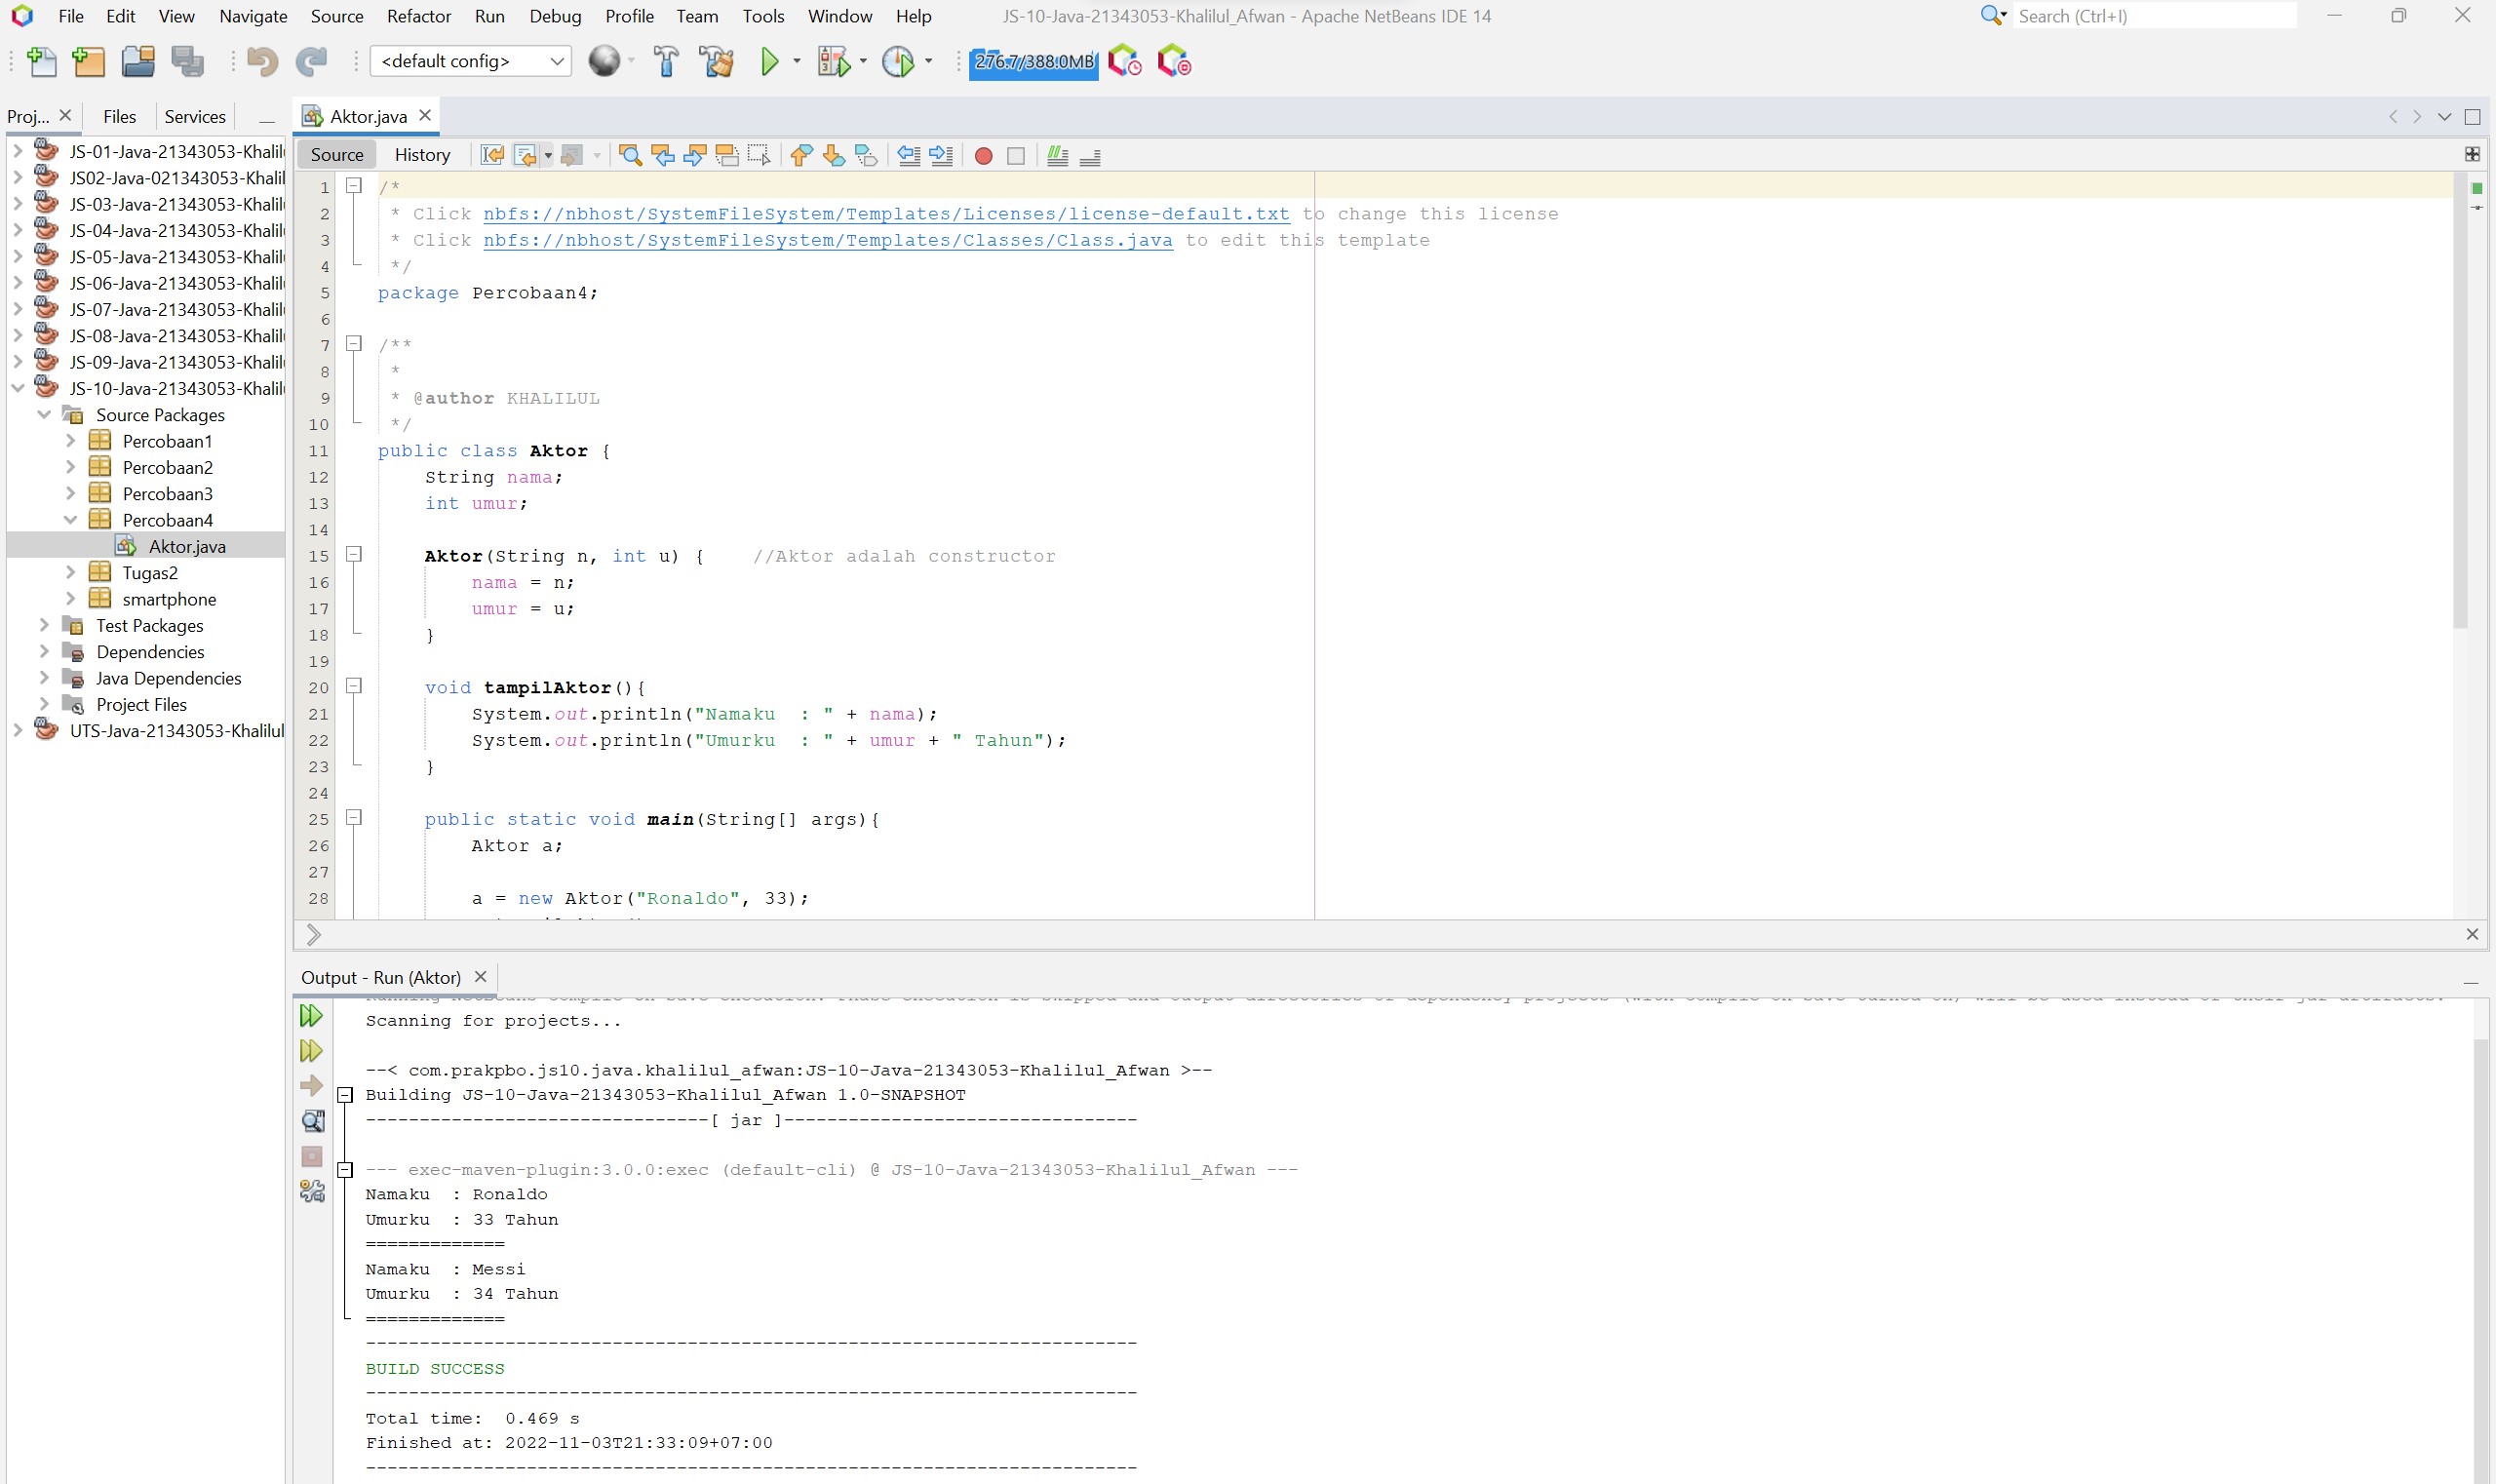 File Edit View Navigate Source Refactor Run Debug Profile Team Tools Window Help JS-10-Java-21343053-Khalilul_Afwan - Apache NetBeans IDE 14 Search (Ctrl+I)
<default config> 276.7/388.0MB
Proj... Files Services
JS-01-Java-21343053-Khalil
JS02-Java-021343053-Khalil
JS-03-Java-21343053-Khalil
JS-04-Java-21343053-Khalil
JS-05-Java-21343053-Khalil
JS-06-Java-21343053-Khalil
JS-07-Java-21343053-Khalil
JS-08-Java-21343053-Khalil
JS-09-Java-21343053-Khalil
JS-10-Java-21343053-Khalil
Source Packages
Percobaan1
Percobaan2
Percobaan3
Percobaan4
Aktor.java
Tugas2
smartphone
Test Packages
Dependencies
Java Dependencies
Project Files
UTS-Java-21343053-Khalilul
Aktor.java
Source History
1 /*
2 * Click nbfs://nbhost/SystemFileSystem/Templates/Licenses/license-default.txt to change this license
3 * Click nbfs://nbhost/SystemFileSystem/Templates/Classes/Class.java to edit this template
4 */
5 package Percobaan4;
6
7 /**
8 *
9 * @author KHALILUL
10 */
11 public class Aktor {
12 String nama;
13 int umur;
14
15 Aktor(String n, int u) { //Aktor adalah constructor
16 nama = n;
17 umur = u;
18 }
19
20 void tampilAktor(){
21 System.out.println("Namaku : " + nama);
22 System.out.println("Umurku : " + umur + " Tahun");
23 }
24
25 public static void main(String[] args){
26 Aktor a;
27
28 a = new Aktor("Ronaldo", 33);
Output - Run (Aktor)
Scanning for projects...
--< com.prakpbo.js10.java.khalilul_afwan:JS-10-Java-21343053-Khalilul_Afwan >--
Building JS-10-Java-21343053-Khalilul_Afwan 1.0-SNAPSHOT
--------------------------------[ jar ]---------------------------------
--- exec-maven-plugin:3.0.0:exec (default-cli) @ JS-10-Java-21343053-Khalilul_Afwan ---
Namaku : Ronaldo
Umurku : 33 Tahun
=============
Namaku : Messi
Umurku : 34 Tahun
=============
------------------------------------------------------------------------
BUILD SUCCESS
------------------------------------------------------------------------
Total time: 0.469 s
Finished at: 2022-11-03T21:33:09+07:00
------------------------------------------------------------------------